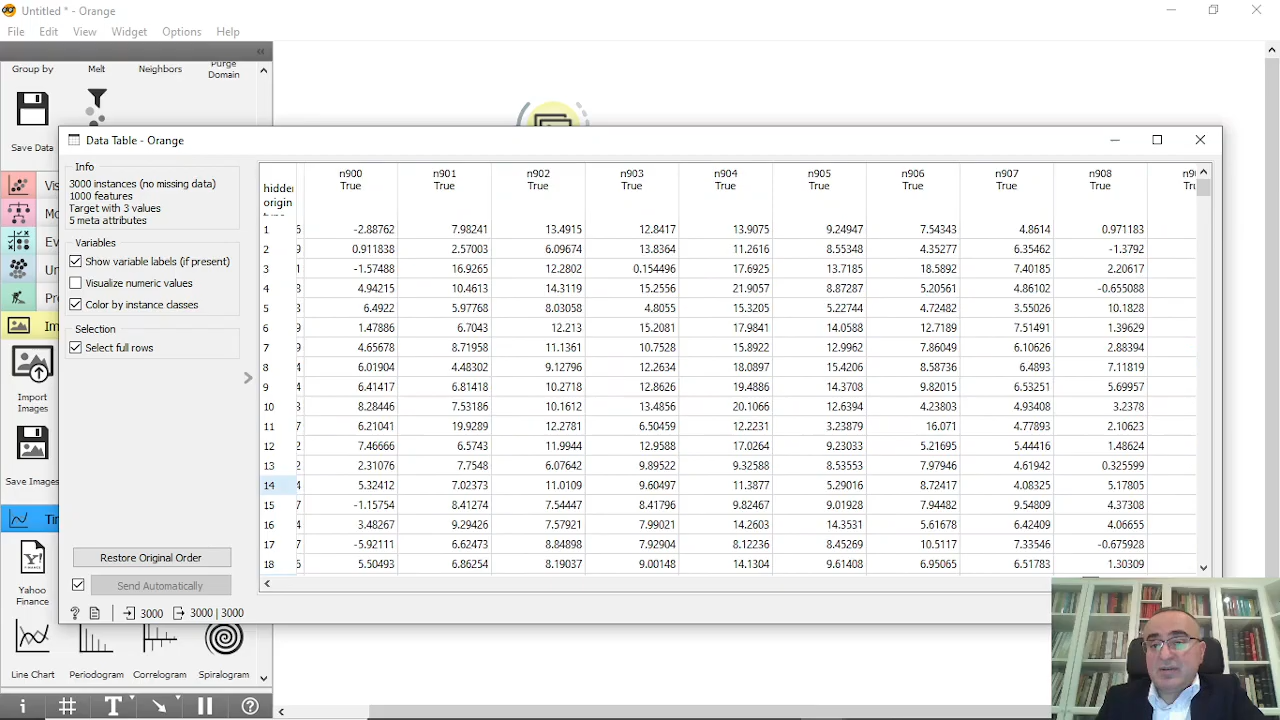 Untitled * - Orange
File Edit View Widget Options Help
Group by Melt Neighbors Purge Domain
Save Data
Data Table - Orange
Info
3000 instances (no missing data)
1000 features
Target with 3 values
5 meta attributes
Variables
Show variable labels (if present)
Visualize numeric values
Color by instance classes
Selection
Select full rows
Restore Original Order
Send Automatically
3000 3000 | 3000
hidden origin n900 n901 n902 n903 n904 n905 n906 n907 n908
True True True True True True True True True
1 -2.88762 7.98241 13.4915 12.8417 13.9075 9.24947 7.54343 4.8614 0.971183
2 0.911838 2.57003 6.09674 13.8364 11.2616 8.55348 4.35277 6.35462 -1.3792
3 -1.57488 16.9265 12.2802 0.154496 17.6925 13.7185 18.5892 7.40185 2.20617
4 4.94215 10.4613 14.3119 15.2556 21.9057 8.87287 5.20561 4.86102 -0.655088
5 6.4922 5.97768 8.03058 4.8055 15.3205 5.22744 4.72482 3.55026 10.1828
6 1.47886 6.7043 12.213 15.2081 17.9841 14.0588 12.7189 7.51491 1.39629
7 4.65678 8.71958 11.1361 10.7528 15.8922 12.9962 7.86049 6.10626 2.88394
8 6.01904 4.48302 9.12796 12.2634 18.0897 15.4206 8.58736 6.4893 7.11819
9 6.41417 6.81418 10.2718 12.8626 19.4886 14.3708 9.82015 6.53251 5.69957
10 8.28446 7.53186 10.1612 13.4856 20.1066 12.6394 4.23803 4.93408 3.2378
11 6.21041 19.9289 12.2781 6.50459 12.2231 3.23879 16.071 4.77893 2.10623
12 7.46666 6.5743 11.9944 12.9588 17.0264 9.23033 5.21695 5.44416 1.48624
13 2.31076 7.7548 6.07642 9.89522 9.32588 8.53553 7.97946 4.61942 0.325599
14 5.32412 7.02373 11.0109 9.60497 11.3877 5.29016 8.72417 4.08325 5.17805
15 -1.15754 8.41274 7.54447 8.41796 9.82467 9.01928 7.94482 9.54809 4.37308
16 3.48267 9.29426 7.57921 7.99021 14.2603 14.3531 5.61678 6.42409 4.06655
17 -5.92111 6.62473 8.84898 7.92904 8.12236 8.45269 10.5117 7.33546 -0.675928
18 5.50493 6.86254 8.19037 9.00148 14.1304 9.61408 6.95065 6.51783 1.30309
Import Images
Save Images
Yahoo Finance
Line Chart Periodogram Correlogram Spiralogram